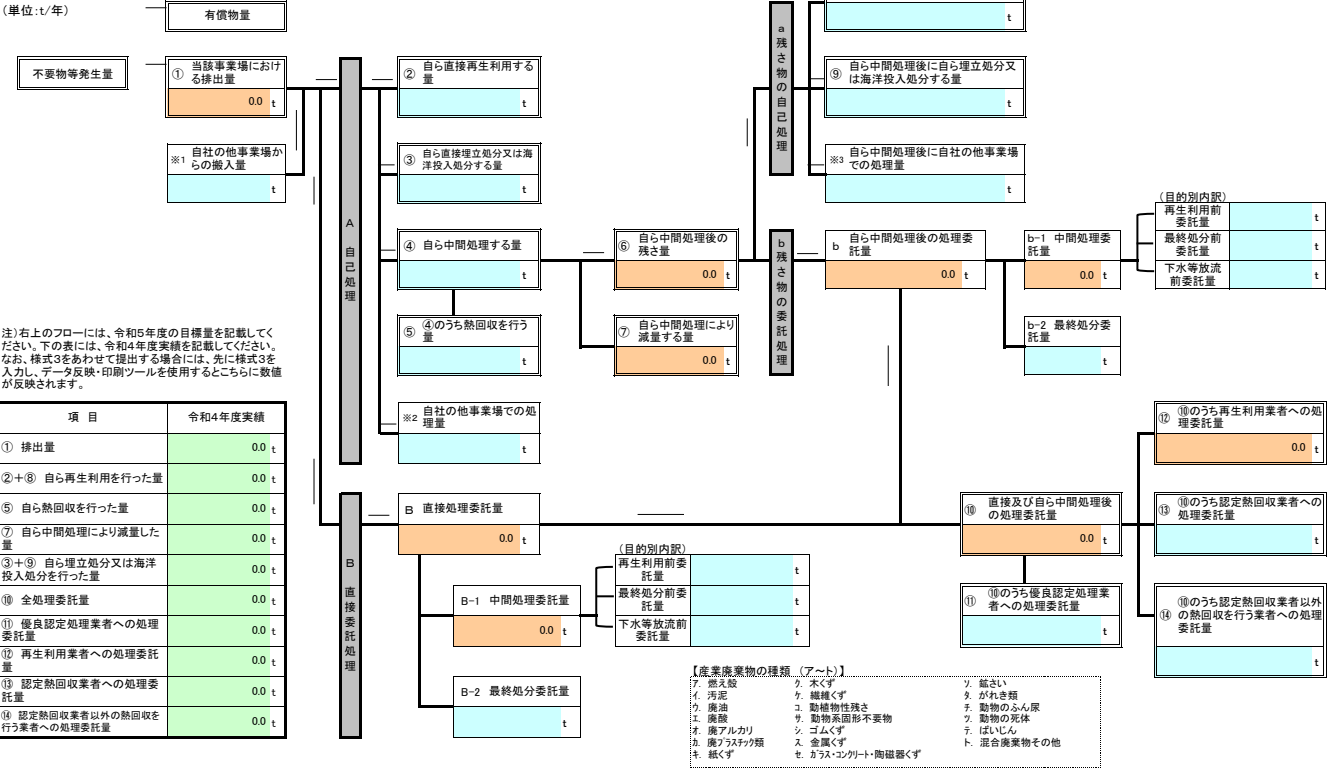 (単位:t/年)
有償物量
t
不要物等発生量
① 当該事業場におけ
る排出量
0.0 t
※1 自社の他事業場か
らの搬入量
t
A 自己処理
② 自ら直接再生利用する
量
t
③ 自ら直接埋立処分又は海
洋投入処分する量
t
④ 自ら中間処理する量
t
⑤ ④のうち熱回収を行う
量
t
※2 自社の他事業場での処
理量
t
⑥ 自ら中間処理後の
残さ量
0.0 t
⑦ 自ら中間処理により
減量する量
0.0 t
a 残さ物の自己処理
⑨ 自ら中間処理後に自ら埋立処分又
は海洋投入処分する量
t
※3 自ら中間処理後に自社の他事業場
での処理量
t
b 残さ物の委託処理
b 自ら中間処理後の処理委
託量
0.0 t
b-1 中間処理委
託量
0.0 t
b-2 最終処分委
託量
t
(目的別内訳)
再生利用前
委託量 t
最終処分前
委託量 t
下水等放流
前委託量 t
注)右上のフローには、令和5年度の目標量を記載してく
ださい。下の表には、令和4年度実績を記載してください。
なお、様式3をあわせて提出する場合には、先に様式3を
入力し、データ反映・印刷ツールを使用するとこちらに数値
が反映されます。
項 目 令和4年度実績
① 排出量 0.0 t
②+⑧ 自ら再生利用を行った量 0.0 t
⑤ 自ら熱回収を行った量 0.0 t
⑦ 自ら中間処理により減量した
量 0.0 t
③+⑨ 自ら埋立処分又は海洋
投入処分を行った量 0.0 t
⑩ 全処理委託量 0.0 t
⑪ 優良認定処理業者への処理
委託量 0.0 t
⑫ 再生利用業者への処理委託
量 0.0 t
⑬ 認定熱回収業者への処理委
託量 0.0 t
⑭ 認定熱回収業者以外の熱回収を
行う業者への処理委託量 0.0 t
B 直接委託処理
B 直接処理委託量
0.0 t
B-1 中間処理委託量
0.0 t
B-2 最終処分委託量
t
(目的別内訳)
再生利用前委
託量 t
最終処分前委
託量 t
下水等放流前
委託量 t
⑩ 直接及び自ら中間処理後
の処理委託量
0.0 t
⑪ ⑩のうち優良認定処理業
者への処理委託量
t
⑫ ⑩のうち再生利用業者への処
理委託量
0.0 t
⑬ ⑩のうち認定熱回収業者への
処理委託量
t
⑭ ⑩のうち認定熱回収業者以外
の熱回収を行う業者への処理
委託量
t
【産業廃棄物の種類 (ア~ト)】
ア. 燃え殻 ク. 木くず ソ. 鉱さい
イ. 汚泥 ケ. 繊維くず タ. がれき類
ウ. 廃油 コ. 動植物性残さ チ. 動物のふん尿
エ. 廃酸 サ. 動物系固形不要物 ツ. 動物の死体
オ. 廃アルカリ シ. ゴムくず テ. ばいじん
カ. 廃プラスチック類 ス. 金属くず ト. 混合廃棄物その他
キ. 紙くず セ. ガラス・コンクリート・陶磁器くず